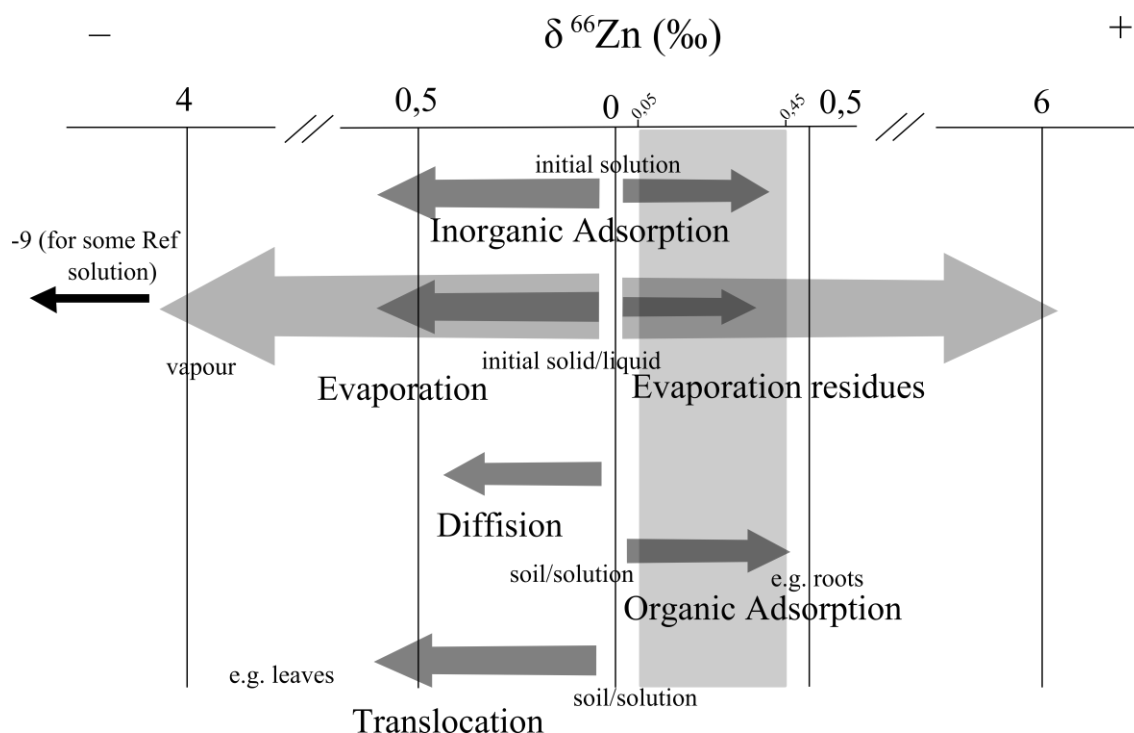 – δ ⁶⁶Zn (‰) +
4 0,5 0 0,05 0,45 0,5 6
initial solution
Inorganic Adsorption
-9 (for some Ref
solution)
vapour
initial solid/liquid
Evaporation
Evaporation residues
Diffision
soil/solution
e.g. roots
Organic Adsorption
e.g. leaves
soil/solution
Translocation